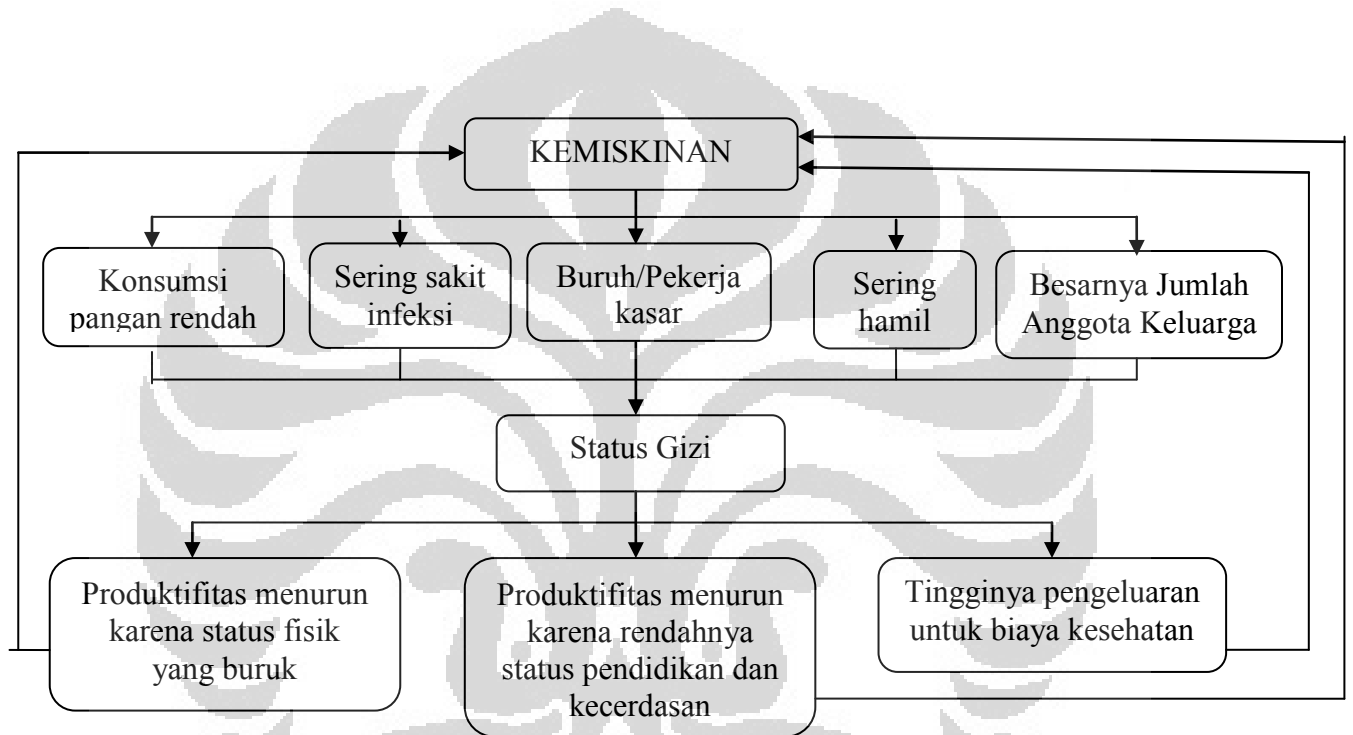 KEMISKINAN
Konsumsi
pangan rendah
Sering sakit
infeksi
Buruh/Pekerja
kasar
Sering
hamil
Besarnya Jumlah
Anggota Keluarga
Status Gizi
Produktifitas menurun
karena status fisik
yang buruk
Produktifitas menurun
karena rendahnya
status pendidikan dan
kecerdasan
Tingginya pengeluaran
untuk biaya kesehatan